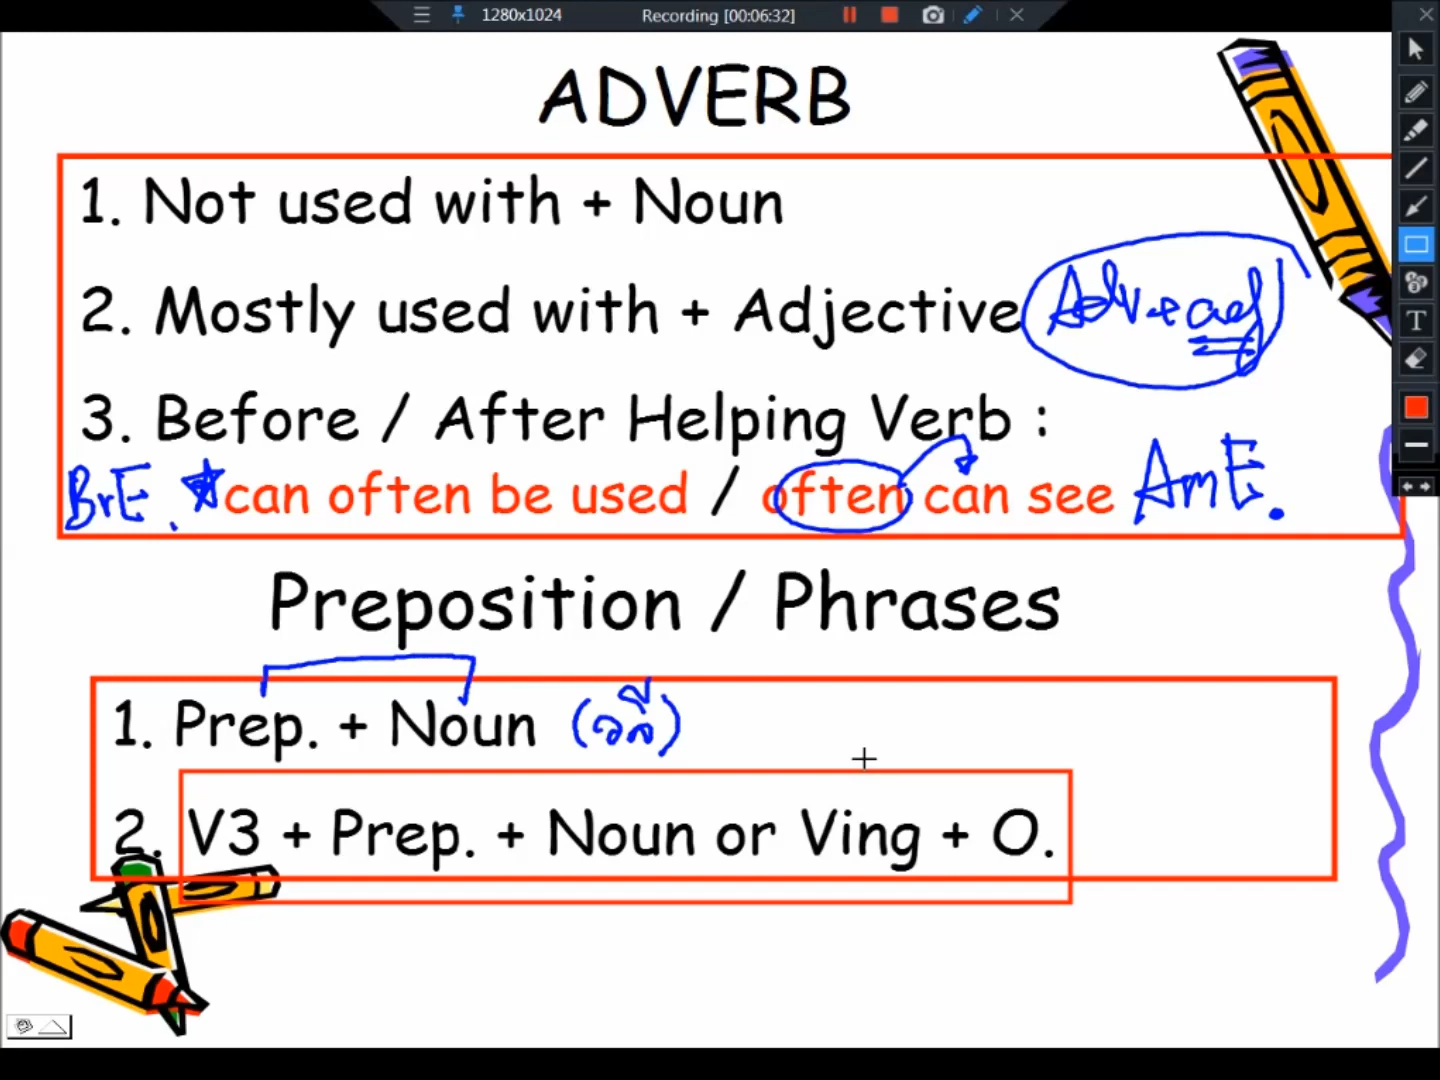 1280x1024 Recording [00:06:32]
ADVERB
1. Not used with + Noun
2. Mostly used with + Adjective Adv + adj
3. Before / After Helping Verb :
BrE. can often be used / often can see AmE.
Preposition / Phrases
1. Prep. + Noun (วลี)
2. V3 + Prep. + Noun or Ving + O.
T